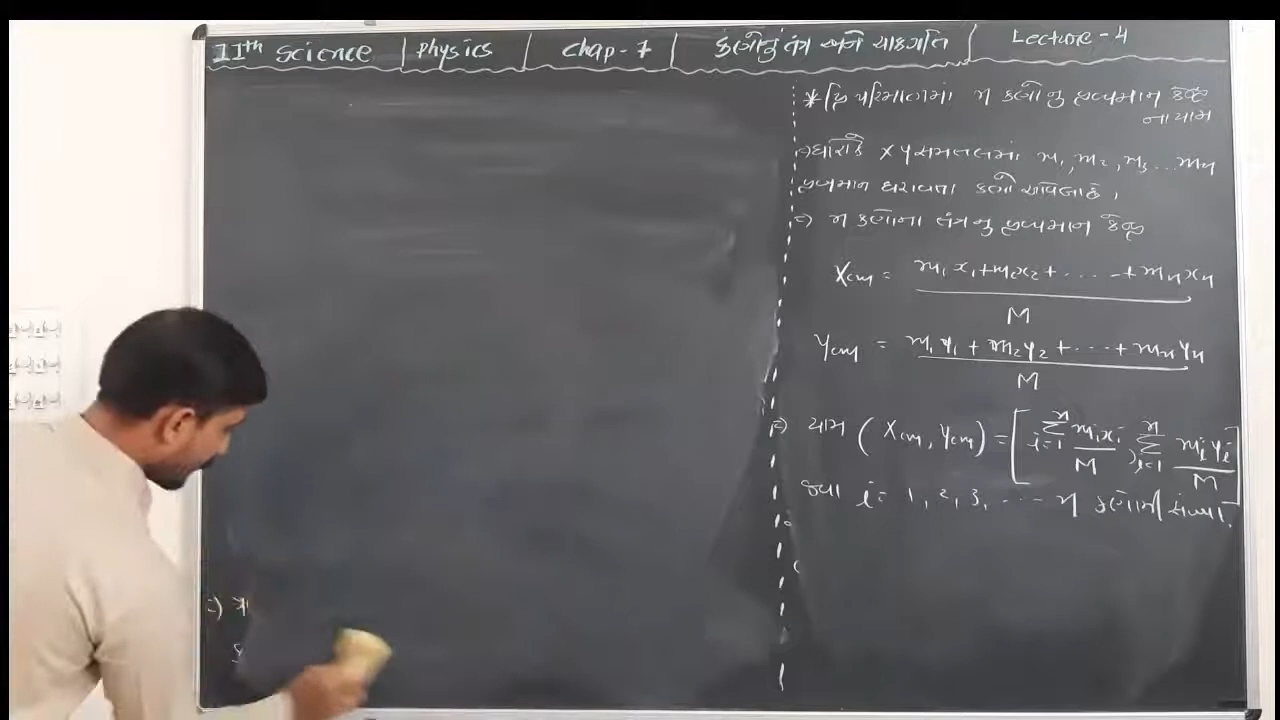 11th Science | Physics | Chap-7 | કણોનું તંત્ર અને ચાકગતિ | Lecture-4
* દ્વિ પરિમાણમાં n કણોનું દ્રવ્યમાન કેન્દ્ર
ના યામ
⇒ ધારોકે XY સમતલમાં m₁, m₂, m₃ ... mₙ
દ્રવ્યમાન ધરાવતા કણો આવેલા છે.
⇒ n કણોના તંત્રનું દ્રવ્યમાન કેન્દ્ર
Xcm = m₁x₁+m₂x₂+.....+mₙxₙ
M
Ycm = m₁y₁ + m₂y₂ + ... + mₙyₙ
M
⇒ યામ (Xcm, Ycm) = [ n∑i=1 mᵢxᵢ/M , n∑i=1 mᵢyᵢ/M ]
જ્યાં i = 1, 2, 3, ... n કણોની સંખ્યા.
⇒)